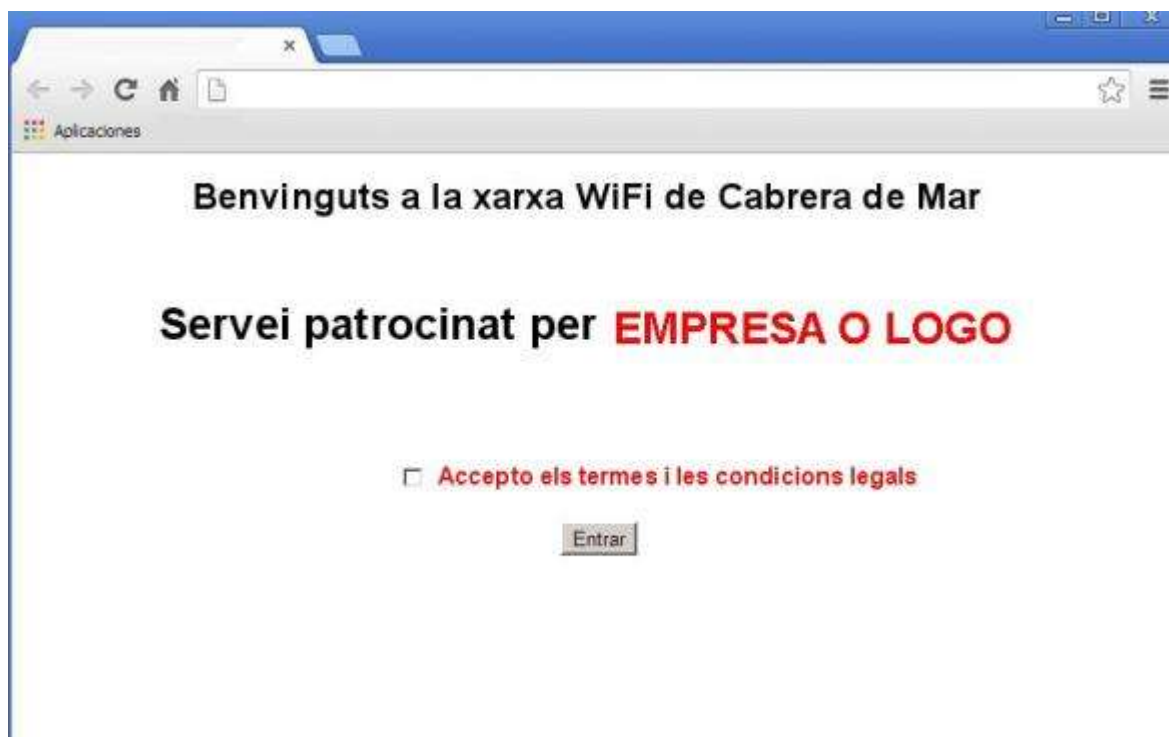 Aplicaciones
Benvinguts a la xarxa WiFi de Cabrera de Mar
Servei patrocinat per EMPRESA O LOGO
Accepto els termes i les condicions legals
Entrar